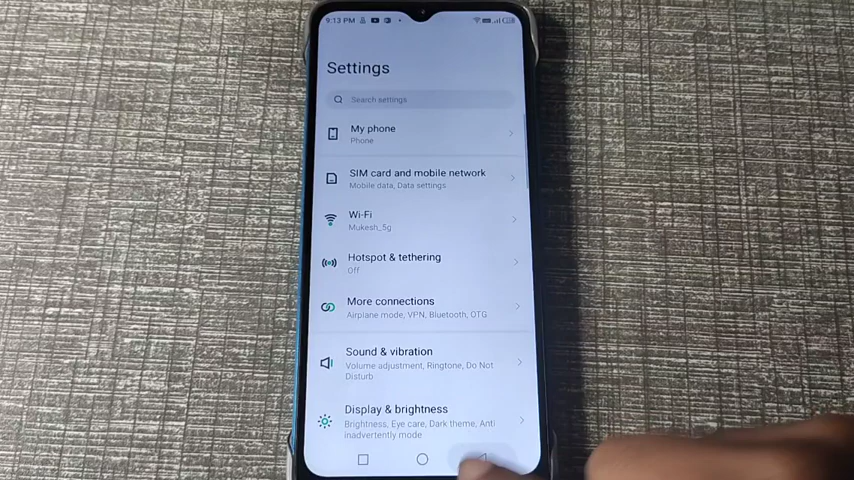 9:13 PM
Settings
Search settings
My phone
Phone
SIM card and mobile network
Mobile data, Data settings
Wi-Fi
Mukesh_5g
Hotspot & tethering
Off
More connections
Airplane mode, VPN, Bluetooth, OTG
Sound & vibration
Volume adjustment, Ringtone, Do Not
Disturb
Display & brightness
Brightness, Eye care, Dark theme, Anti
inadvertently mode